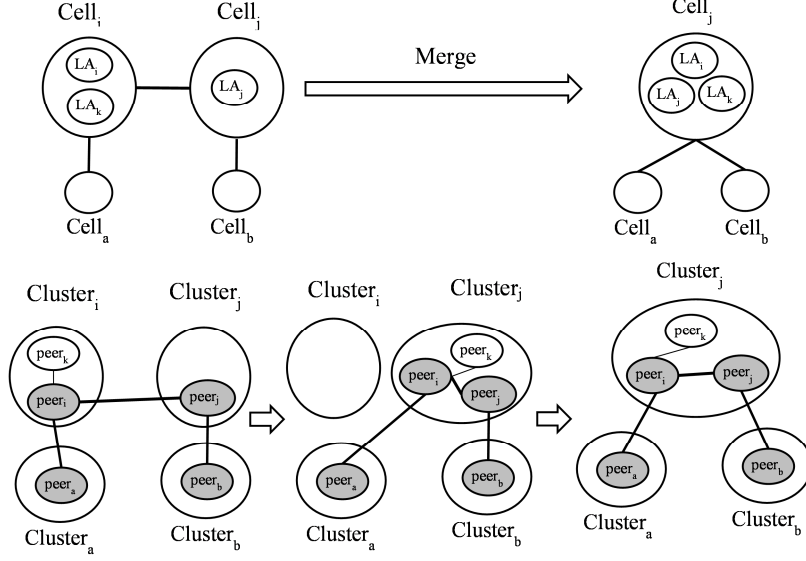 Cell_i Cell_j Cell_j
Merge
LA_i LA_j LA_i
LA_k LA_j LA_k
Cell_a Cell_b Cell_a Cell_b
Cluster_i Cluster_j Cluster_i Cluster_j Cluster_j
peer_k peer_k peer_k
peer_i peer_j peer_i peer_j peer_i peer_j
peer_a peer_b peer_a peer_b peer_a peer_b
Cluster_a Cluster_b Cluster_a Cluster_b Cluster_a Cluster_b